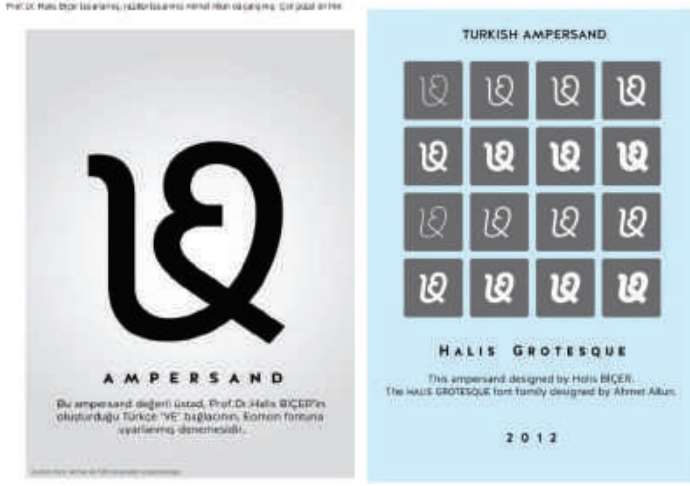 AMPERSAND
Bu ampersand değerli üstad, Prof.Dr.Halis BİÇER'in
oluşturduğu Türkçe "VE" bağlacının, Eamon fontuna
uyarlanmış denemesidir.
TURKISH AMPERSAND
HALIS GROTESQUE
This ampersand designed by Halis BİÇER.
The HALIS GROTESQUE font family designed by Ahmet Altun.
2012